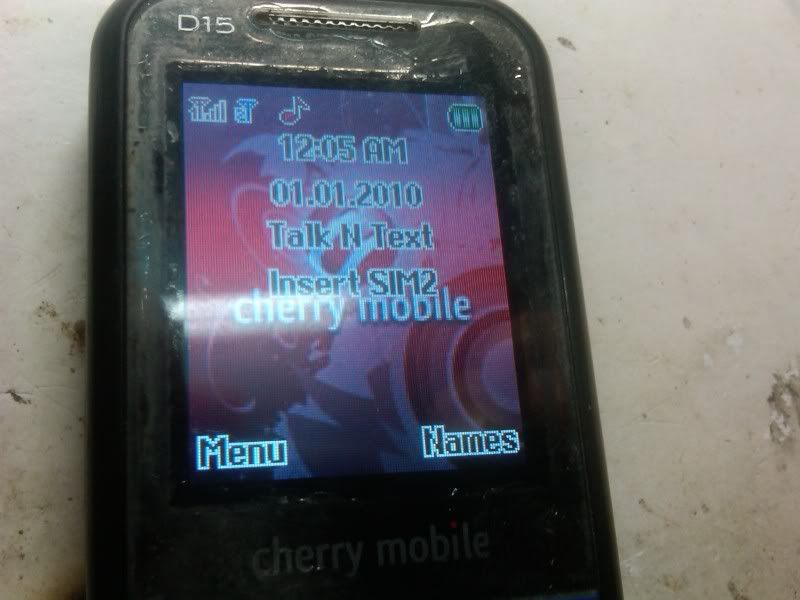 D15
12:05 AM
01.01.2010
Talk N Text
Insert SIM2
cherry mobile
Menu
Names
cherry mobile